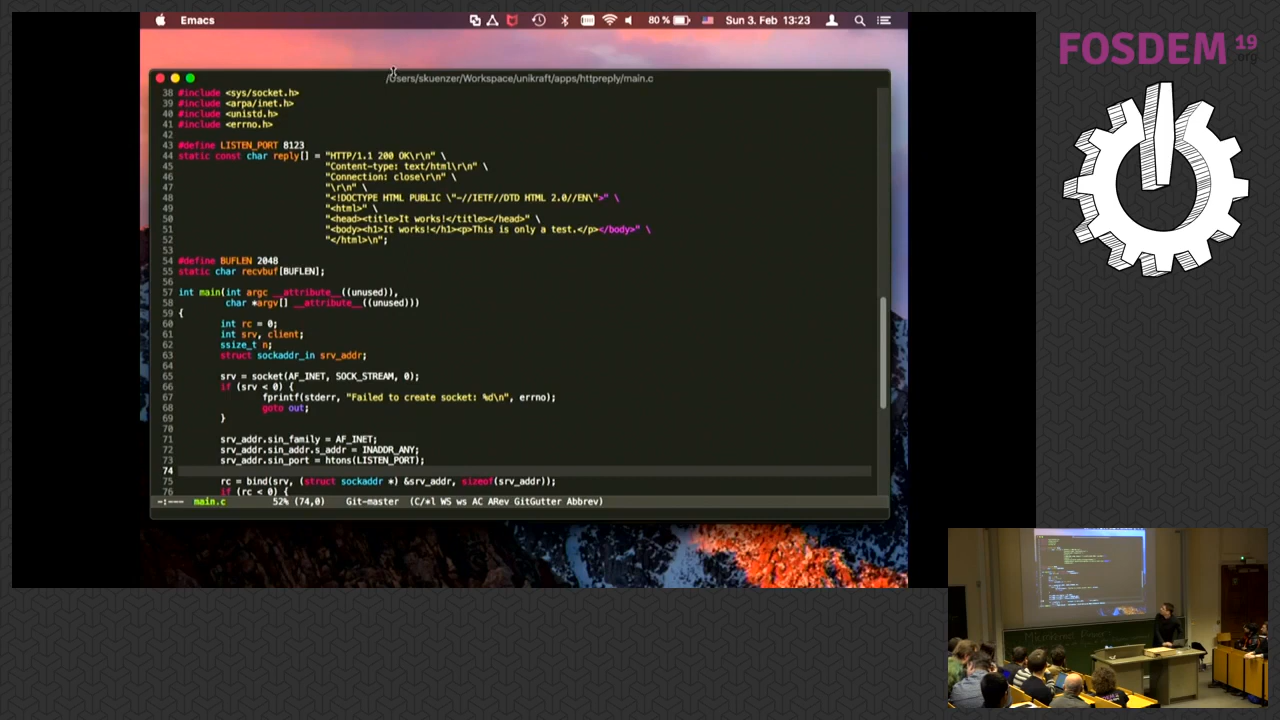 Emacs
80 %
Sun 3. Feb 13:23
FOSDEM 19
.org
/Users/skuenzer/Workspace/unikraft/apps/httpreply/main.c
38 #include <sys/socket.h>
39 #include <arpa/inet.h>
40 #include <unistd.h>
41 #include <errno.h>
42
43 #define LISTEN_PORT 8123
44 static const char reply[] = "HTTP/1.1 200 OK\r\n" \
45 "Content-type: text/html\r\n" \
46 "Connection: close\r\n" \
47 "\r\n" \
48 "<!DOCTYPE HTML PUBLIC \"-//IETF//DTD HTML 2.0//EN\">" \
49 "<html>" \
50 "<head><title>It works!</title></head>" \
51 "<body><h1>It works!</h1><p>This is only a test.</p></body>" \
52 "</html>\n";
53
54 #define BUFLEN 2048
55 static char recvbuf[BUFLEN];
56
57 int main(int argc __attribute__((unused)),
58 char *argv[] __attribute__((unused)))
59 {
60 int rc = 0;
61 int srv, client;
62 ssize_t n;
63 struct sockaddr_in srv_addr;
64
65 srv = socket(AF_INET, SOCK_STREAM, 0);
66 if (srv < 0) {
67 fprintf(stderr, "Failed to create socket: %d\n", errno);
68 goto out;
69 }
70
71 srv_addr.sin_family = AF_INET;
72 srv_addr.sin_addr.s_addr = INADDR_ANY;
73 srv_addr.sin_port = htons(LISTEN_PORT);
74
75 rc = bind(srv, (struct sockaddr *) &srv_addr, sizeof(srv_addr));
76 if (rc < 0) {
-:--- main.c 52% (74,0) Git-master (C/*l WS ws AC ARev GitGutter Abbrev)